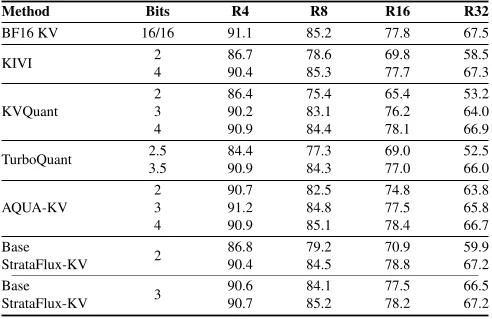 Method Bits R4 R8 R16 R32
BF16 KV 16/16 91.1 85.2 77.8 67.5
KIVI 2 86.7 78.6 69.8 58.5
4 90.4 85.3 77.7 67.3
KVQuant 2 86.4 75.4 65.4 53.2
3 90.2 83.1 76.2 64.0
4 90.9 84.4 78.1 66.9
TurboQuant 2.5 84.4 77.3 69.0 52.5
3.5 90.9 84.3 77.0 66.0
AQUA-KV 2 90.7 82.5 74.8 63.8
3 91.2 84.8 77.5 65.8
4 90.9 85.1 78.4 66.7
Base 2 86.8 79.2 70.9 59.9
StrataFlux-KV 90.4 84.5 78.8 67.2
Base 3 90.6 84.1 77.5 66.5
StrataFlux-KV 90.7 85.2 78.2 67.2